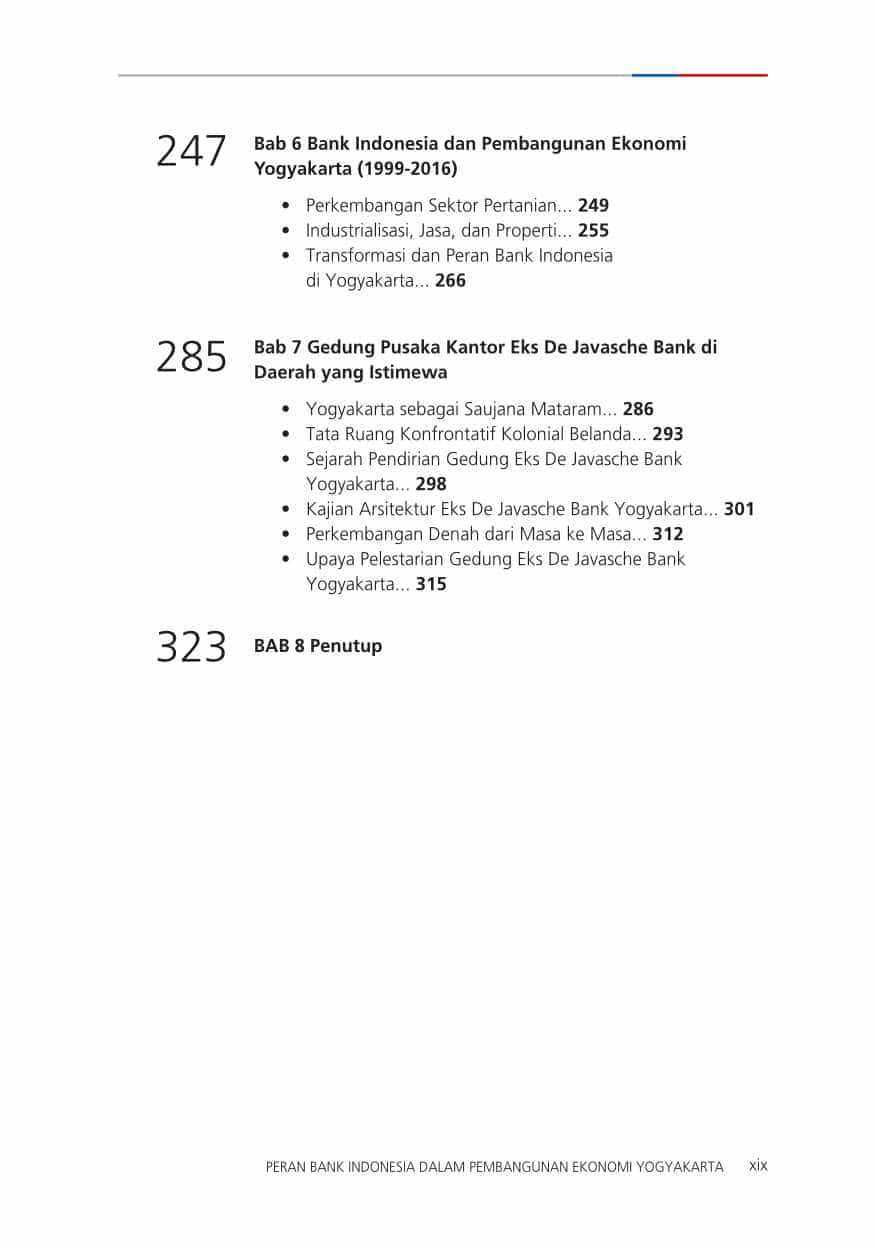 247 Bab 6 Bank Indonesia dan Pembangunan Ekonomi
Yogyakarta (1999-2016)
• Perkembangan Sektor Pertanian... 249
• Industrialisasi, Jasa, dan Properti... 255
• Transformasi dan Peran Bank Indonesia
di Yogyakarta... 266
285 Bab 7 Gedung Pusaka Kantor Eks De Javasche Bank di
Daerah yang Istimewa
• Yogyakarta sebagai Saujana Mataram... 286
• Tata Ruang Konfrontatif Kolonial Belanda... 293
• Sejarah Pendirian Gedung Eks De Javasche Bank
Yogyakarta... 298
• Kajian Arsitektur Eks De Javasche Bank Yogyakarta... 301
• Perkembangan Denah dari Masa ke Masa... 312
• Upaya Pelestarian Gedung Eks De Javasche Bank
Yogyakarta... 315
323 BAB 8 Penutup
PERAN BANK INDONESIA DALAM PEMBANGUNAN EKONOMI YOGYAKARTA xix